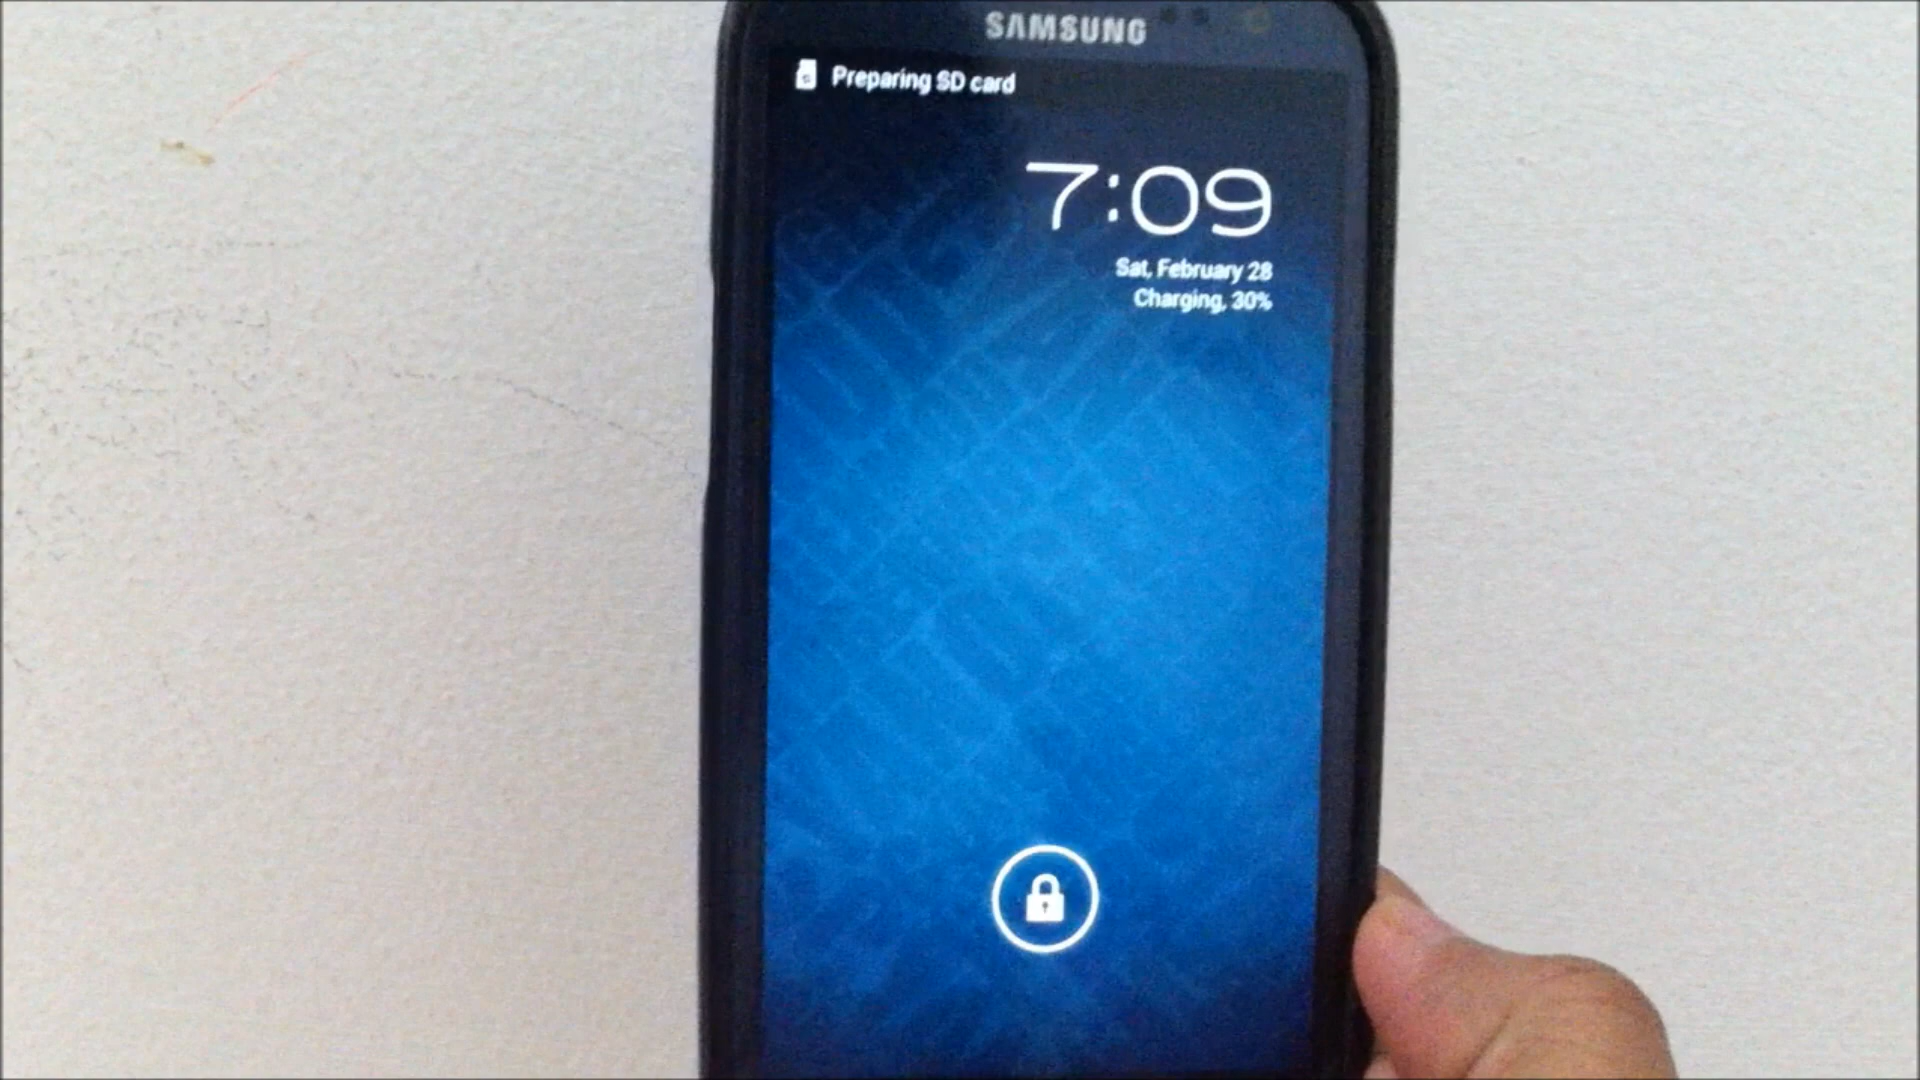 SAMSUNG
Preparing SD card
7:09
Sat, February 28
Charging, 30%